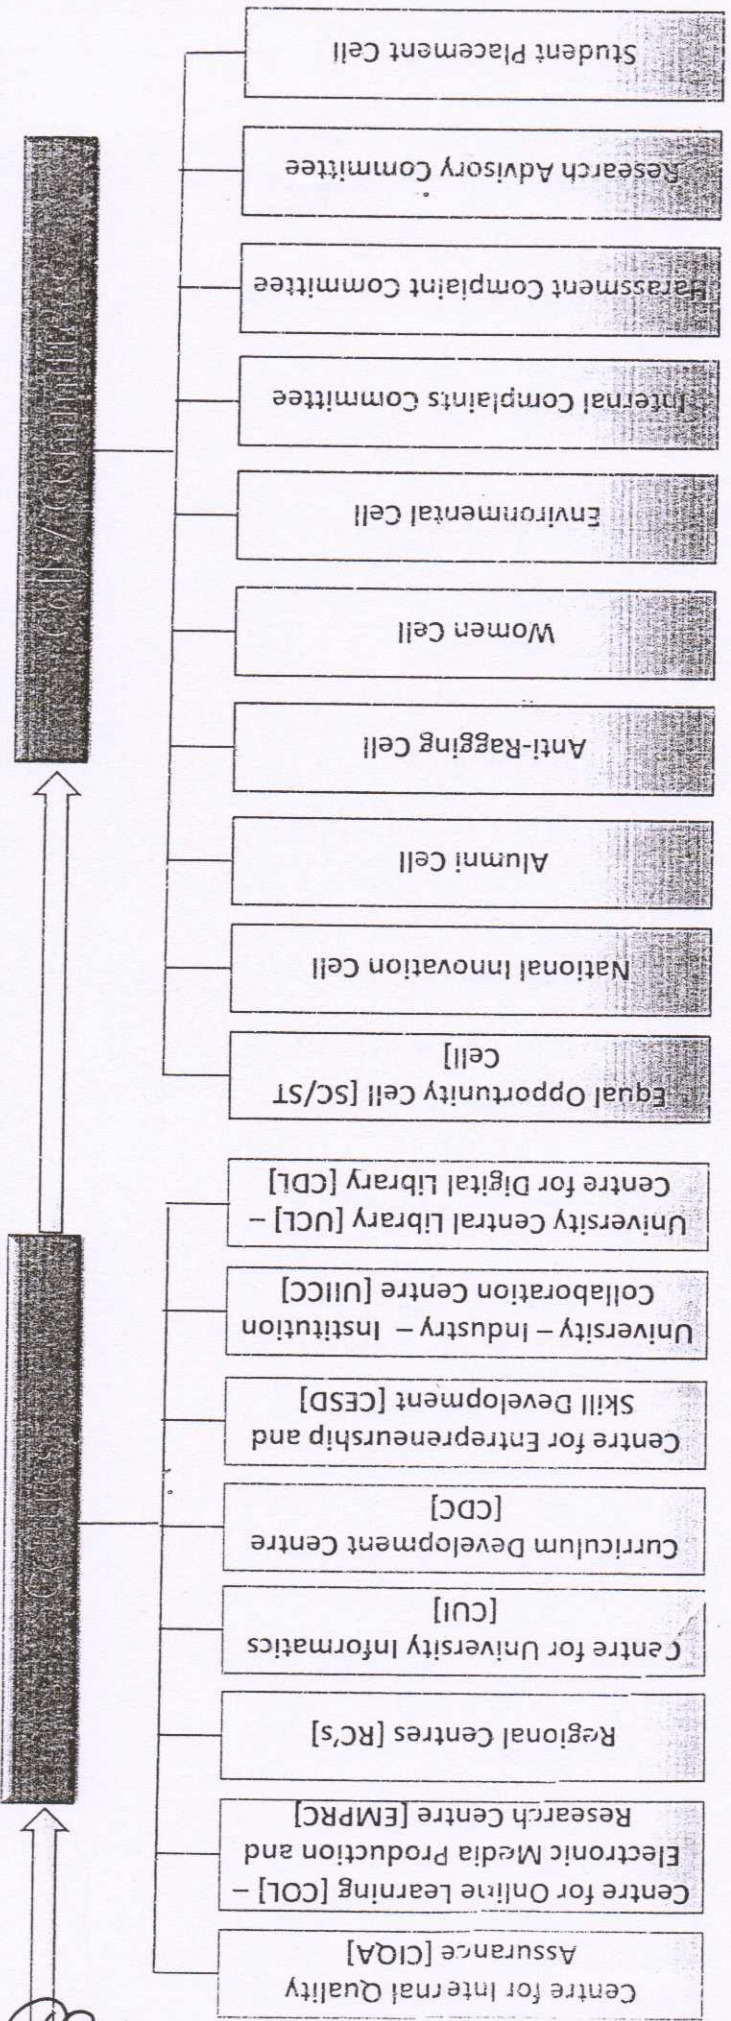 Centre for Internal Quality
Assurance [CIQA]
Centre for Online Learning [COL] –
Electronic Media Production and
Research Centre [EMPRC]
Regional Centres [RC's]
Centre for University Informatics
[CUI]
Curriculum Development Centre
[CDC]
Centre for Entrepreneurship and
Skill Development [CESD]
University – Industry – Institution
Collaboration Centre [UIICC]
University Central Library [UCL] –
Centre for Digital Library [CDL]
Centres
Equal Opportunity Cell [SC/ST
Cell]
National Innovation Cell
Alumni Cell
Anti-Ragging Cell
Women Cell
Environmental Cell
Internal Complaints Committee
Harassment Complaint Committee
Research Advisory Committee
Student Placement Cell
Cells / Committees